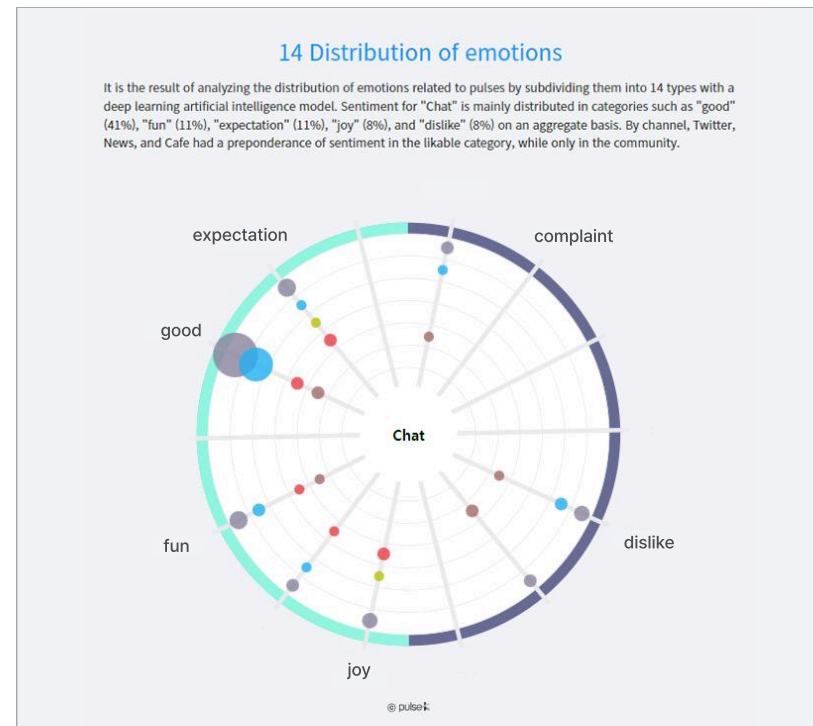 14 Distribution of emotions
It is the result of analyzing the distribution of emotions related to pulses by subdividing them into 14 types with a
deep learning artificial intelligence model. Sentiment for "Chat" is mainly distributed in categories such as "good"
(41%), "fun" (11%), "expectation" (11%), "joy" (8%), and "dislike" (8%) on an aggregate basis. By channel, Twitter,
News, and Cafe had a preponderance of sentiment in the likable category, while only in the community.
expectation
complaint
good
Chat
fun
dislike
joy
© pulseK